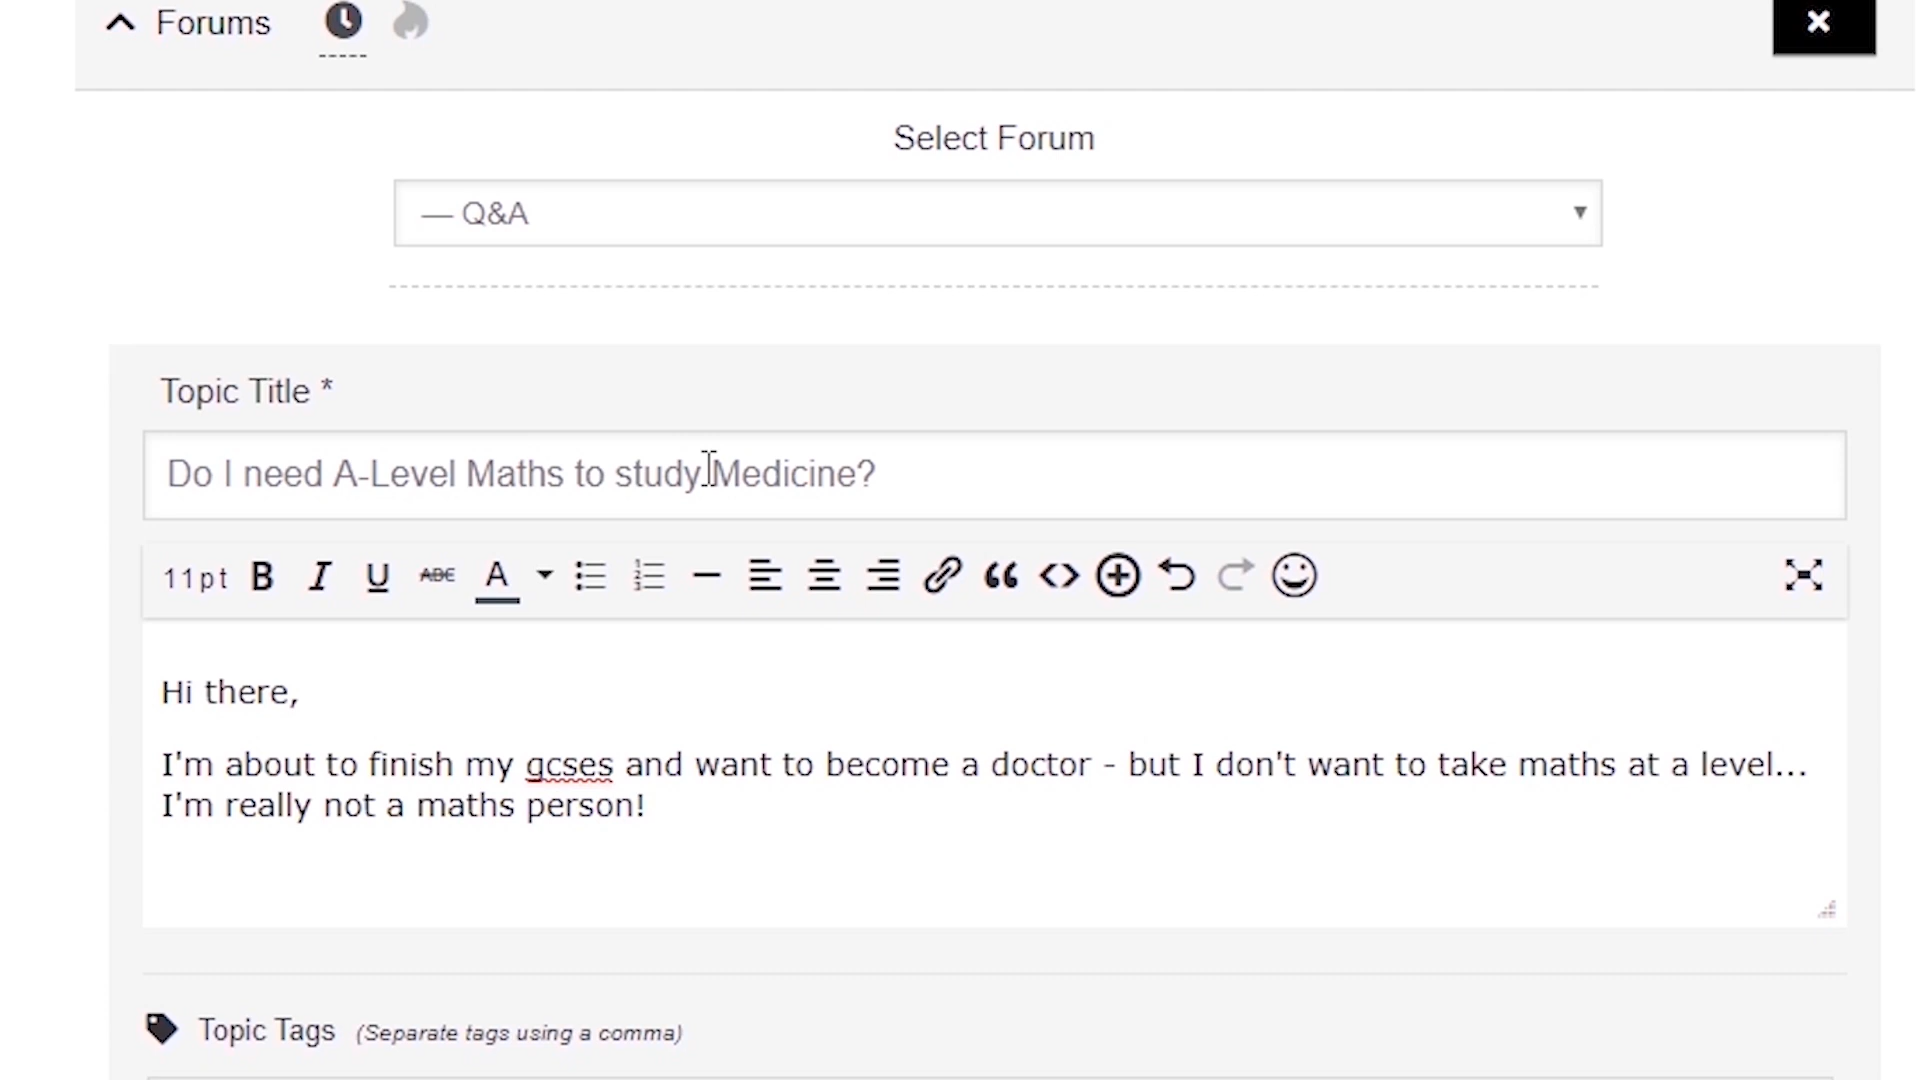 Forums
Select Forum
— Q&A
Topic Title *
Do I need A-Level Maths to study Medicine?
11pt B I U ABC A
Hi there,
I'm about to finish my gcses and want to become a doctor - but I don't want to take maths at a level...
I'm really not a maths person!
Topic Tags (Separate tags using a comma)